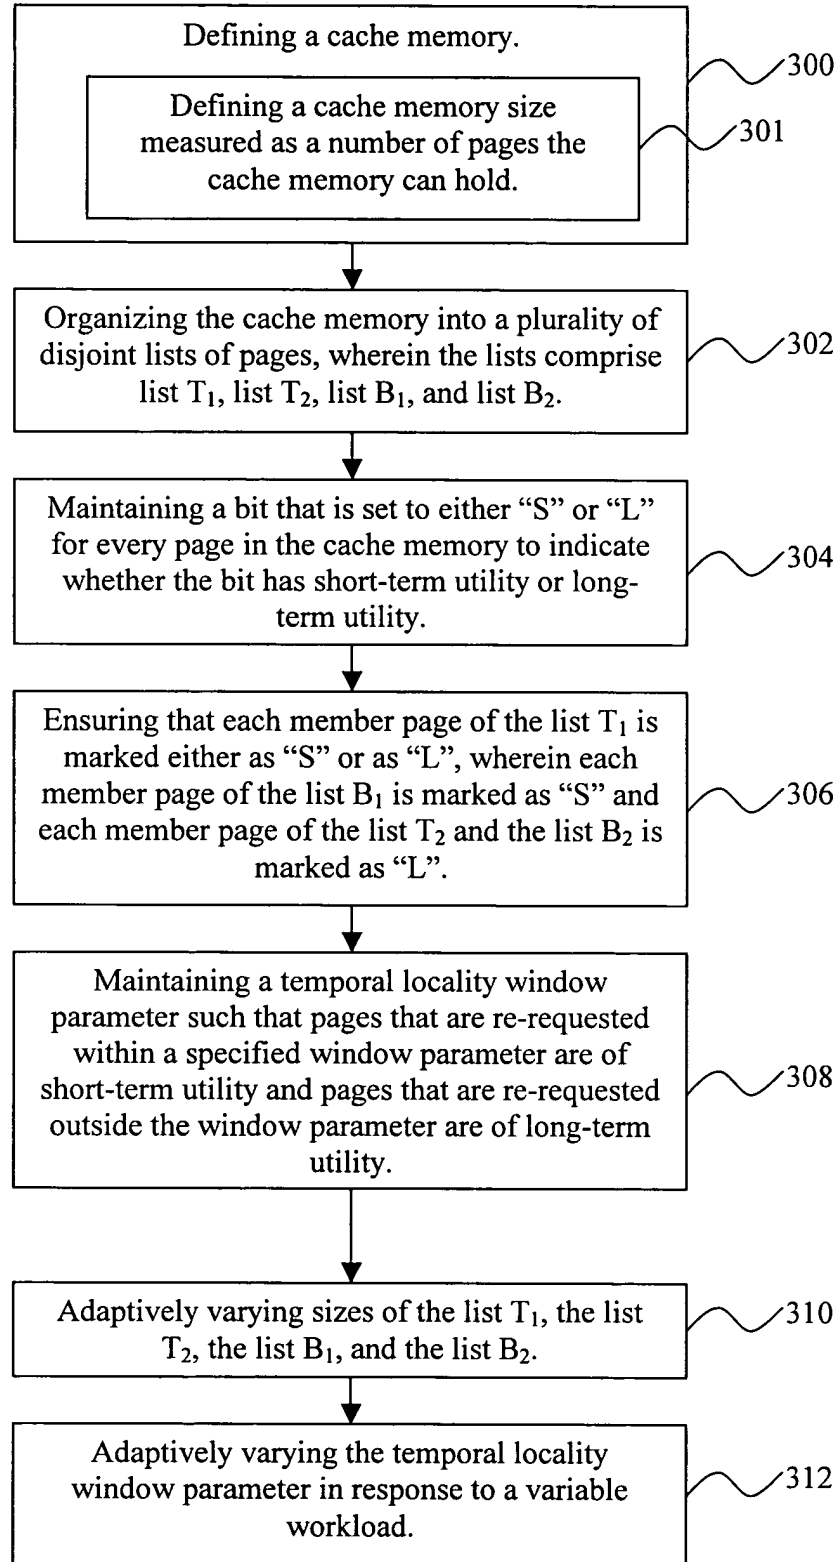 Defining a cache memory.
300
Defining a cache memory size
measured as a number of pages the
cache memory can hold.
301
Organizing the cache memory into a plurality of
disjoint lists of pages, wherein the lists comprise
list T₁, list T₂, list B₁, and list B₂.
302
Maintaining a bit that is set to either “S” or “L”
for every page in the cache memory to indicate
whether the bit has short-term utility or long-
term utility.
304
Ensuring that each member page of the list T₁ is
marked either as “S” or as “L”, wherein each
member page of the list B₁ is marked as “S” and
each member page of the list T₂ and the list B₂ is
marked as “L”.
306
Maintaining a temporal locality window
parameter such that pages that are re-requested
within a specified window parameter are of
short-term utility and pages that are re-requested
outside the window parameter are of long-term
utility.
308
Adaptively varying sizes of the list T₁, the list
T₂, the list B₁, and the list B₂.
310
Adaptively varying the temporal locality
window parameter in response to a variable
workload.
312